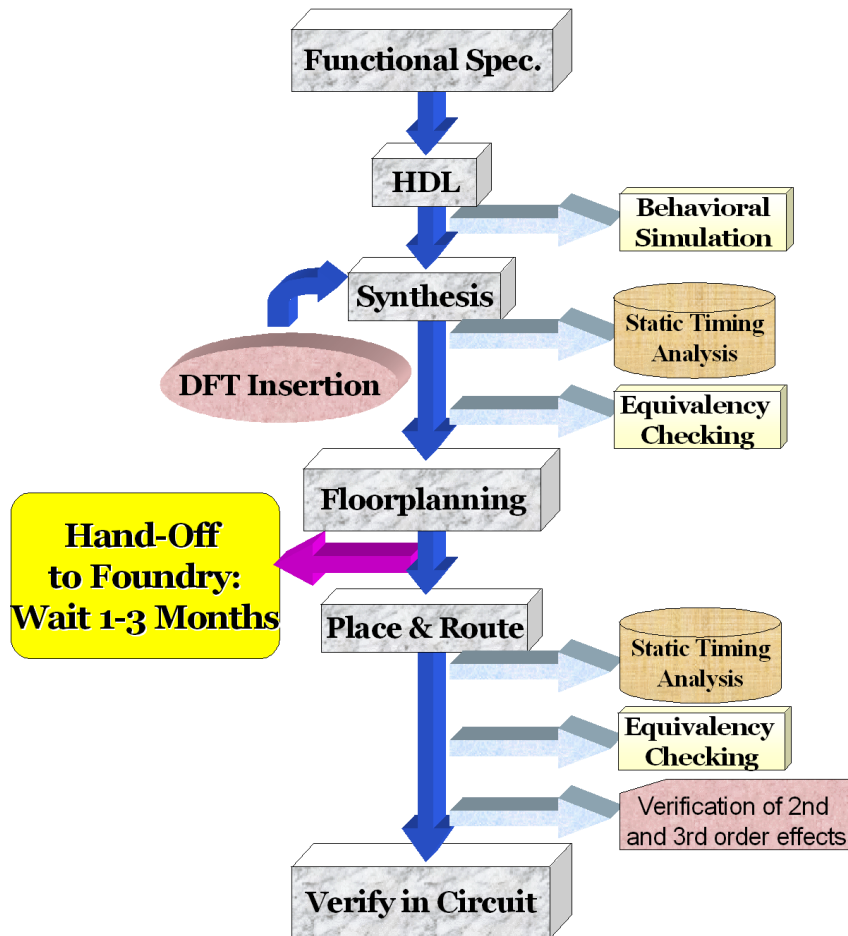 Functional Spec.
HDL
Behavioral
Simulation
Synthesis
Static Timing
Analysis
DFT Insertion
Equivalency
Checking
Floorplanning
Hand-Off
to Foundry:
Wait 1-3 Months
Place & Route
Static Timing
Analysis
Equivalency
Checking
Verification of 2nd
and 3rd order effects
Verify in Circuit